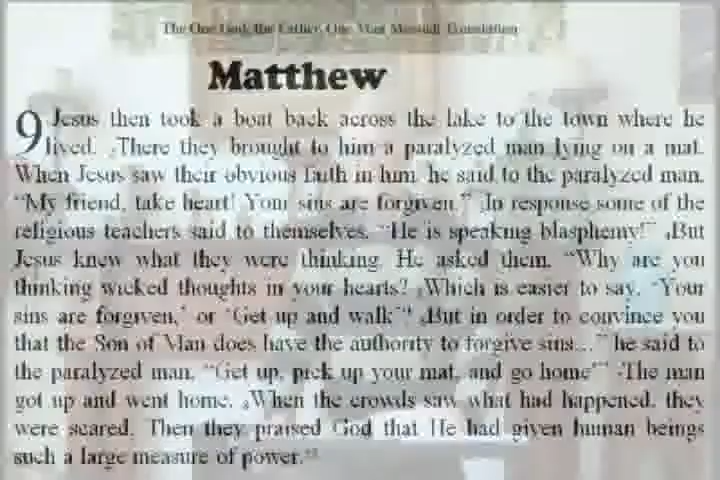 The One God, the Father, One Man Messiah Translation
Matthew
9 Jesus then took a boat back across the lake to the town where he
lived. There they brought to him a paralyzed man lying on a mat.
When Jesus saw their obvious faith in him, he said to the paralyzed man,
“My friend, take heart! Your sins are forgiven.” In response some of the
religious teachers said to themselves, “He is speaking blasphemy!” But
Jesus knew what they were thinking. He asked them, “Why are you
thinking wicked thoughts in your hearts? Which is easier to say, ‘Your
sins are forgiven,’ or ‘Get up and walk’? But in order to convince you
that the Son of Man does have the authority to forgive sins...” he said to
the paralyzed man, “Get up, pick up your mat, and go home!” The man
got up and went home. When the crowds saw what had happened, they
were scared. Then they praised God that He had given human beings
such a large measure of power.